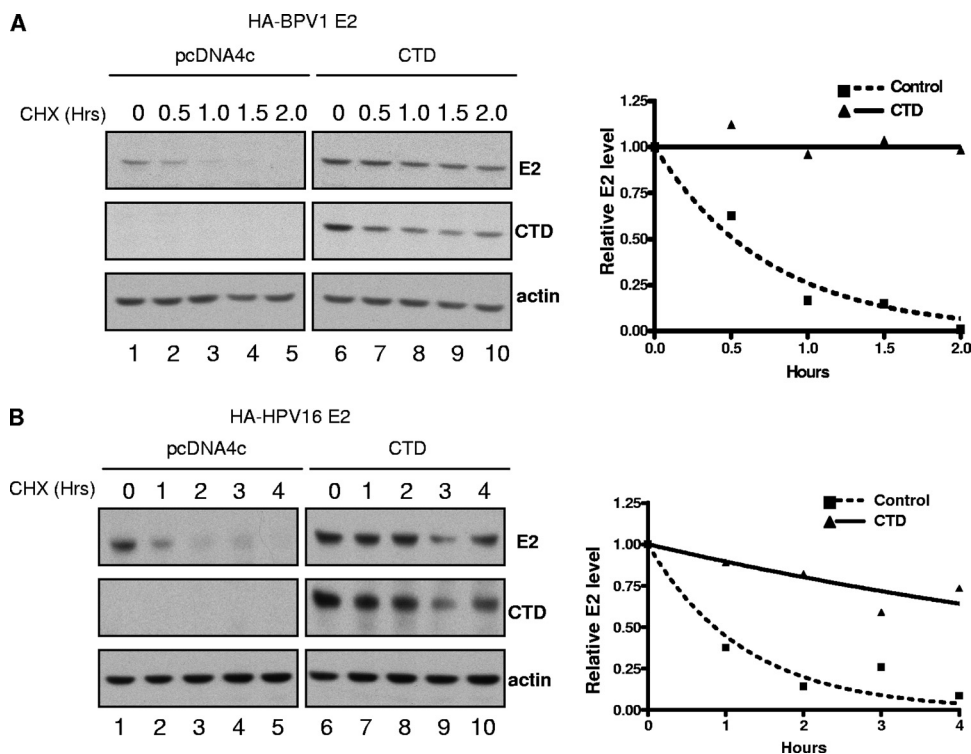 A
HA-BPV1 E2
pcDNA4c CTD
CHX (Hrs) 0 0.5 1.0 1.5 2.0 0 0.5 1.0 1.5 2.0
E2
CTD
actin
1 2 3 4 5 6 7 8 9 10
Control
CTD
Relative E2 level
1.25
1.00
0.75
0.50
0.25
0.00
0.0 0.5 1.0 1.5 2.0
Hours
B
HA-HPV16 E2
pcDNA4c CTD
CHX (Hrs) 0 1 2 3 4 0 1 2 3 4
E2
CTD
actin
1 2 3 4 5 6 7 8 9 10
Control
CTD
Relative E2 level
1.25
1.00
0.75
0.50
0.25
0.00
0 1 2 3 4
Hours